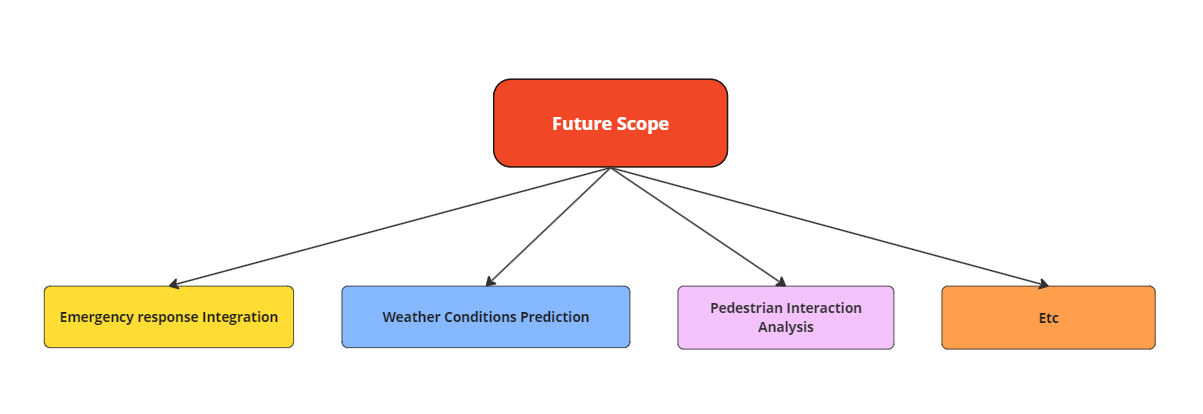 Future Scope
Emergency response Integration
Weather Conditions Prediction
Pedestrian Interaction
Analysis
Etc